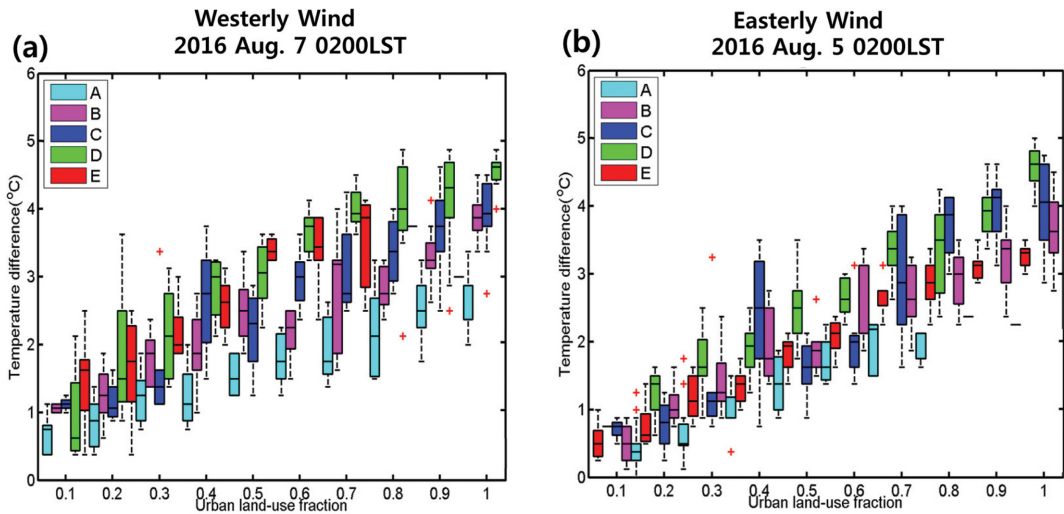 (a)
Westerly Wind
2016 Aug. 7 0200LST
Temperature difference(°C)
6
5
4
3
2
1
0
A
B
C
D
E
0.1 0.2 0.3 0.4 0.5 0.6 0.7 0.8 0.9 1
Urban land-use fraction
(b)
Easterly Wind
2016 Aug. 5 0200LST
Temperature difference(°C)
6
5
4
3
2
1
0
A
B
C
D
E
0.1 0.2 0.3 0.4 0.5 0.6 0.7 0.8 0.9 1
Urban land-use fraction